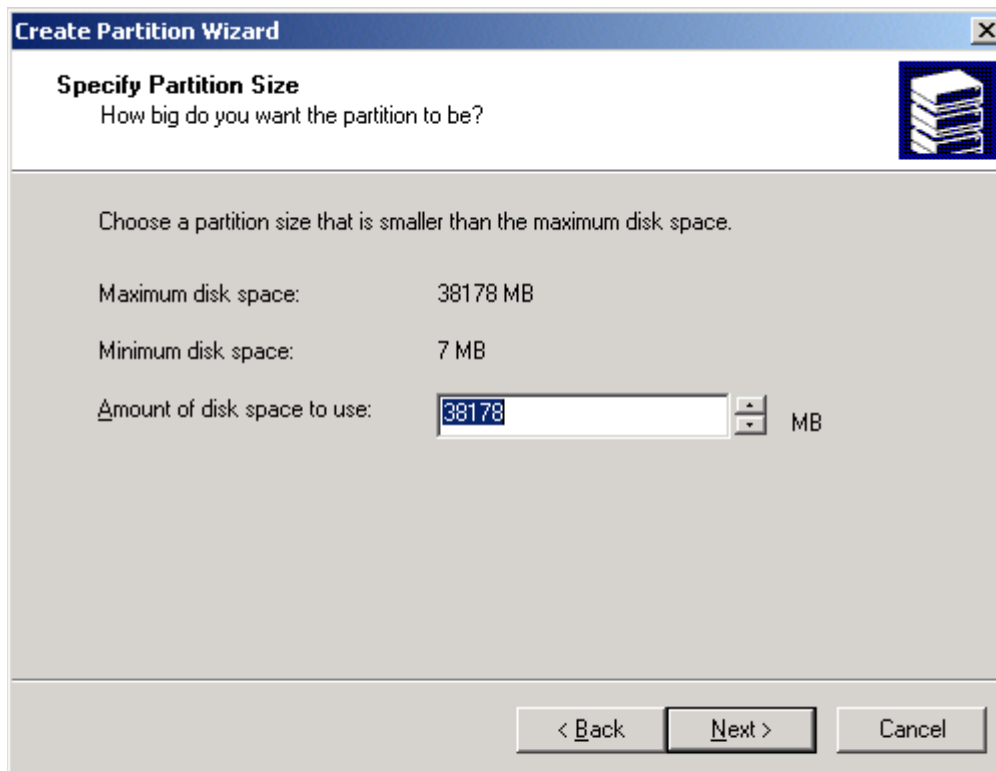 Create Partition Wizard
Specify Partition Size
How big do you want the partition to be?
Choose a partition size that is smaller than the maximum disk space.
Maximum disk space: 38178 MB
Minimum disk space: 7 MB
Amount of disk space to use: 38178 MB
< Back Next > Cancel